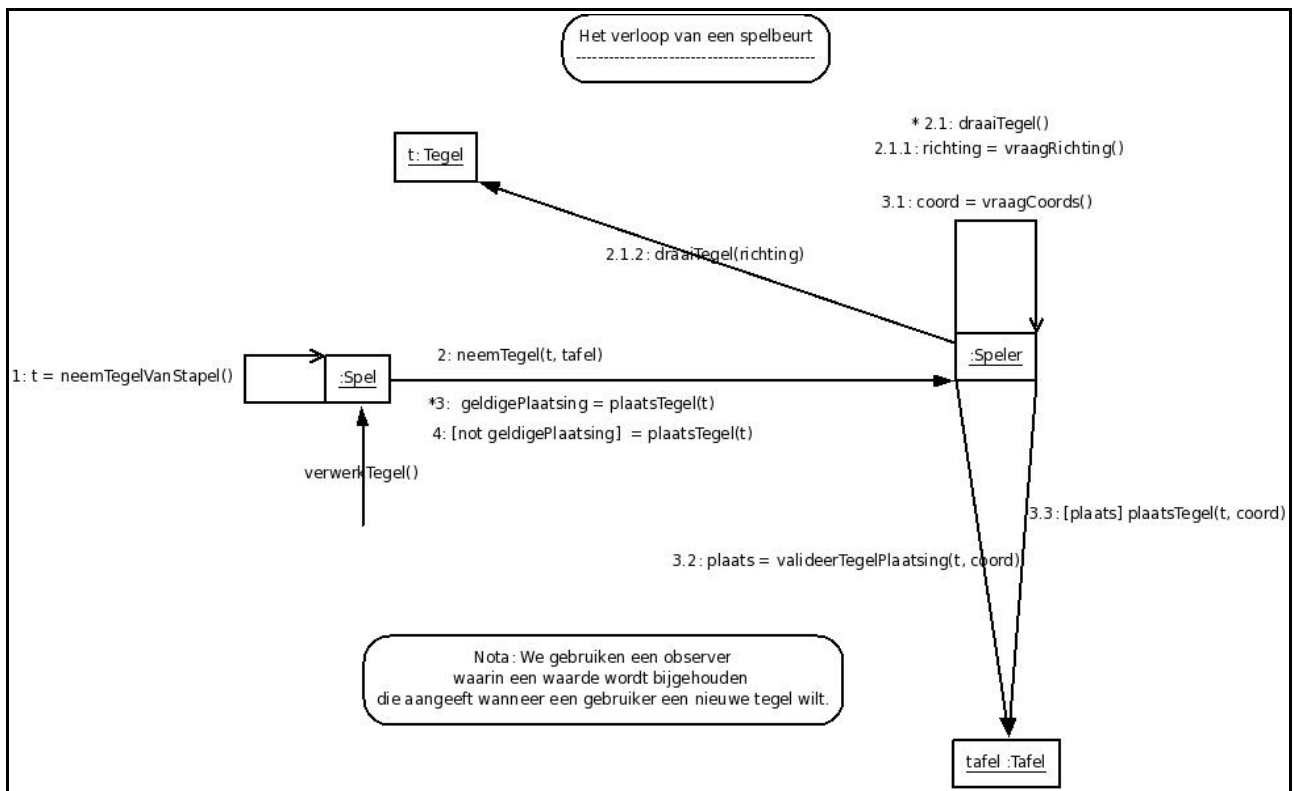 Het verloop van een spelbeurt
----------------------------------------
* 2.1: draaiTegel()
2.1.1: richting = vraagRichting()
t: Tegel
3.1: coord = vraagCoords()
2.1.2: draaiTegel(richting)
:Speler
2: neemTegel(t, tafel)
1: t = neemTegelVanStapel()
:Spel
*3:  geldigePlaatsing = plaatsTegel(t)
4: [not geldigePlaatsing]  = plaatsTegel(t)
verwerkTegel()
3.3: [plaats] plaatsTegel(t, coord)
3.2: plaats = valideerTegelPlaatsing(t, coord)
Nota: We gebruiken een observer
waarin een waarde wordt bijgehouden
die aangeeft wanneer een gebruiker een nieuwe tegel wilt.
tafel :Tafel